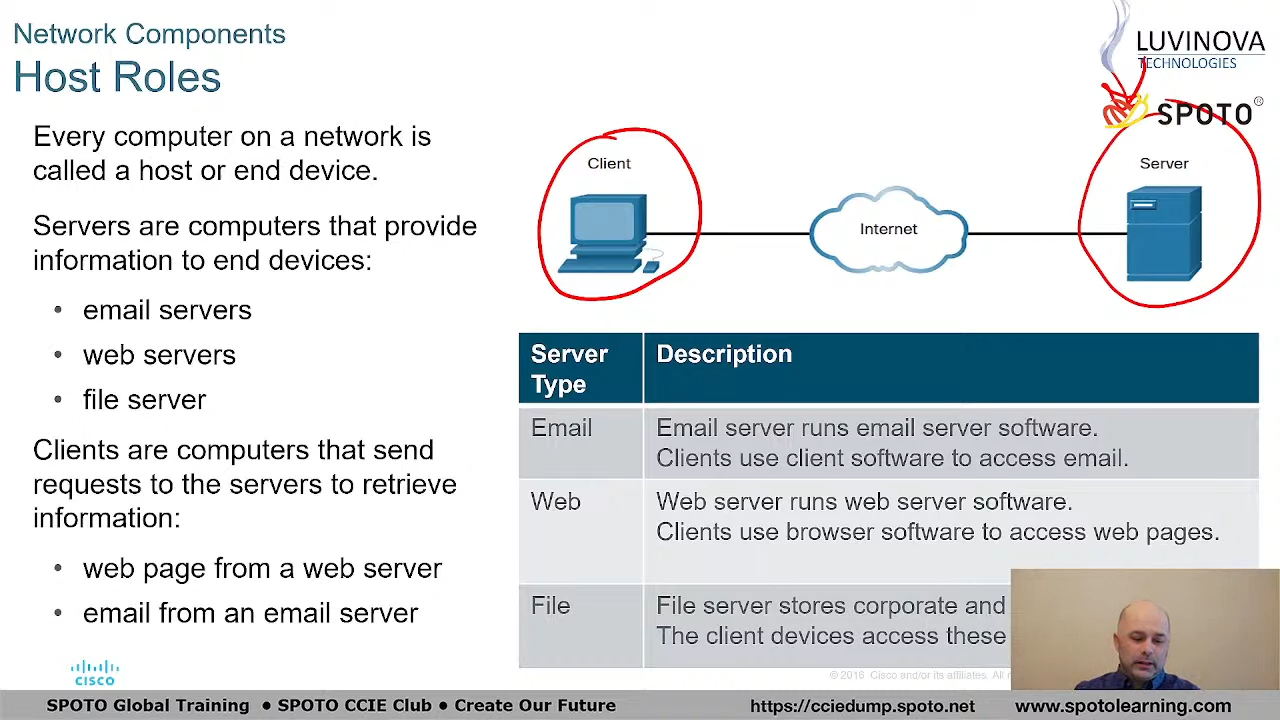 Network Components
Host Roles
LUVINOVA
TECHNOLOGIES
SPOTO ®
Every computer on a network is
called a host or end device.
Servers are computers that provide
information to end devices:
• email servers
• web servers
• file server
Clients are computers that send
requests to the servers to retrieve
information:
• web page from a web server
• email from an email server
Client
Internet
Server
Server Type
Description
Email
Email server runs email server software.
Clients use client software to access email.
Web
Web server runs web server software.
Clients use browser software to access web pages.
File
File server stores corporate and
The client devices access these
CISCO
© 2016 Cisco and/or its affiliates. All
SPOTO Global Training ● SPOTO CCIE Club ● Create Our Future
https://cciedump.spoto.net
www.spotolearning.com